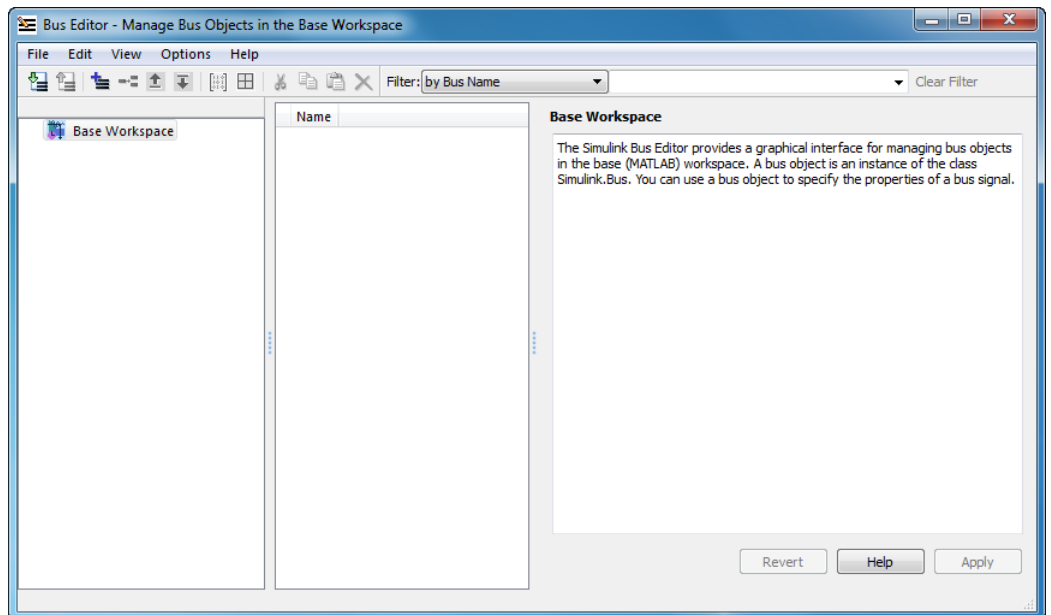 Bus Editor - Manage Bus Objects in the Base Workspace
File Edit View Options Help
Filter: by Bus Name Clear Filter
Base Workspace
Name
Base Workspace
The Simulink Bus Editor provides a graphical interface for managing bus objects
in the base (MATLAB) workspace. A bus object is an instance of the class
Simulink.Bus. You can use a bus object to specify the properties of a bus signal.
Revert Help Apply